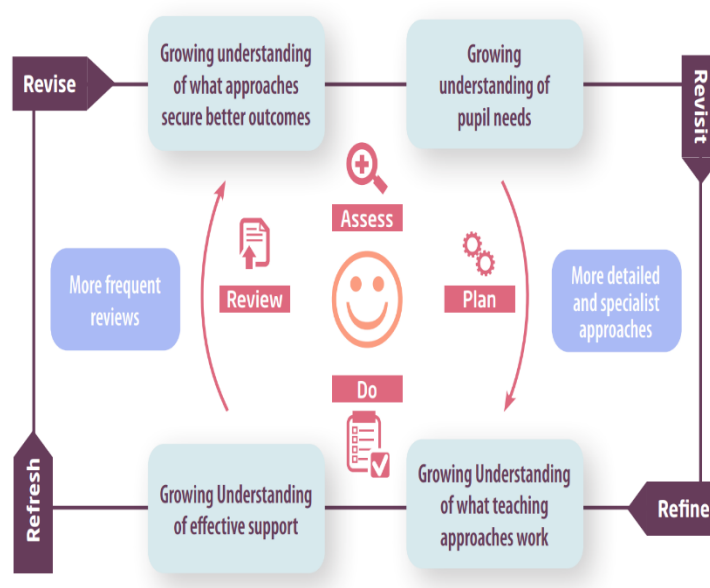 Revise
Growing understanding
of what approaches
secure better outcomes
Growing
understanding of
pupil needs
Revisit
Assess
More frequent
reviews
Review
Plan
More detailed
and specialist
approaches
Do
Refresh
Growing Understanding
of effective support
Growing Understanding
of what teaching
approaches work
Refine